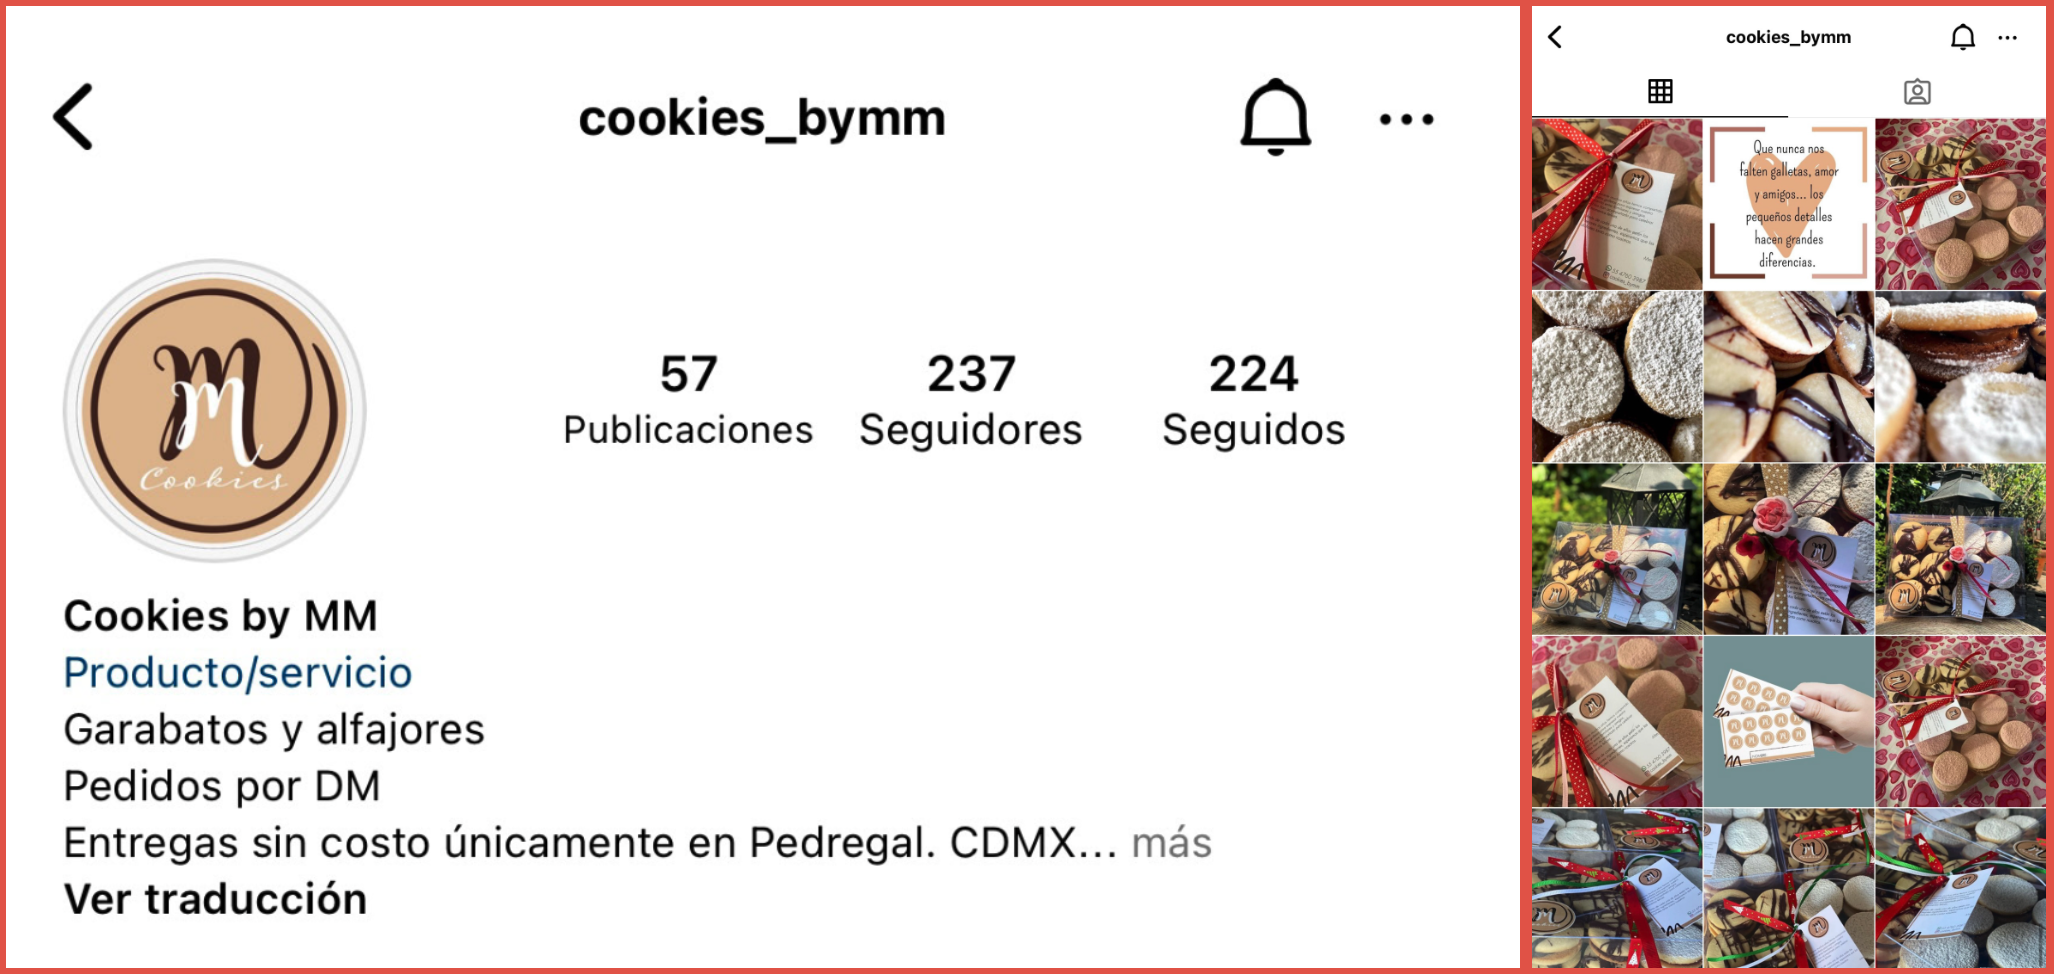 cookies_bymm
57
Publicaciones
237
Seguidores
224
Seguidos
M
M
Cookies
Cookies by MM
Producto/servicio
Garabatos y alfajores
Pedidos por DM
Entregas sin costo únicamente en Pedregal. CDMX... más
Ver traducción
cookies_bymm
Que nunca nos
falten galletas, amor
y amigos... los
pequeños detalles
hacen grandes
diferencias.